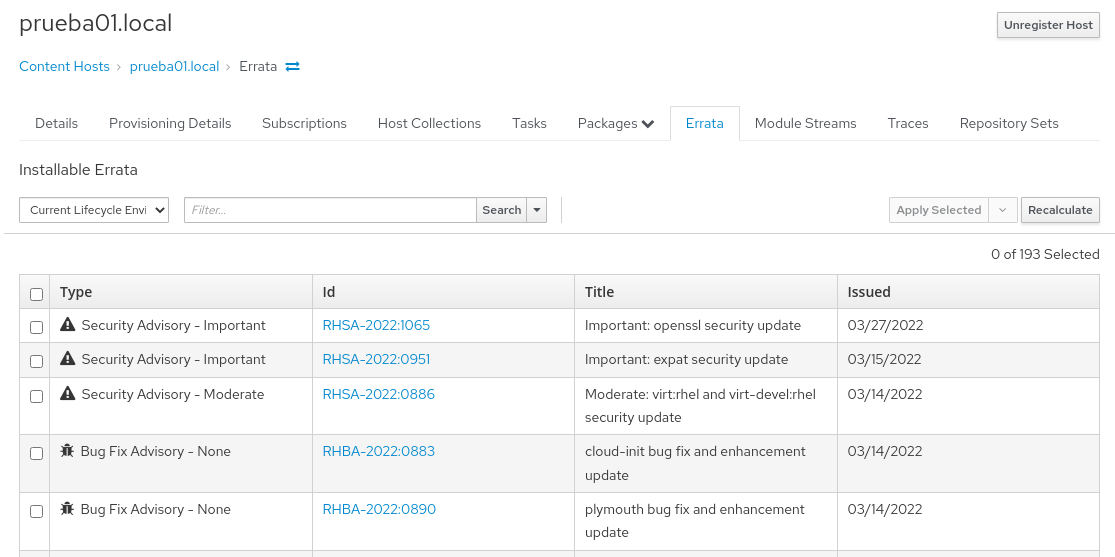 prueba01.local
Unregister Host
Content Hosts › prueba01.local › Errata
Details Provisioning Details Subscriptions Host Collections Tasks Packages Errata Module Streams Traces Repository Sets
Installable Errata
Current Lifecycle Envi Filter... Search Apply Selected Recalculate
0 of 193 Selected
Type Id Title Issued
Security Advisory - Important RHSA-2022:1065 Important: openssl security update 03/27/2022
Security Advisory - Important RHSA-2022:0951 Important: expat security update 03/15/2022
Security Advisory - Moderate RHSA-2022:0886 Moderate: virt:rhel and virt-devel:rhel 03/14/2022
security update
Bug Fix Advisory - None RHBA-2022:0883 cloud-init bug fix and enhancement 03/14/2022
update
Bug Fix Advisory - None RHBA-2022:0890 plymouth bug fix and enhancement 03/14/2022
update